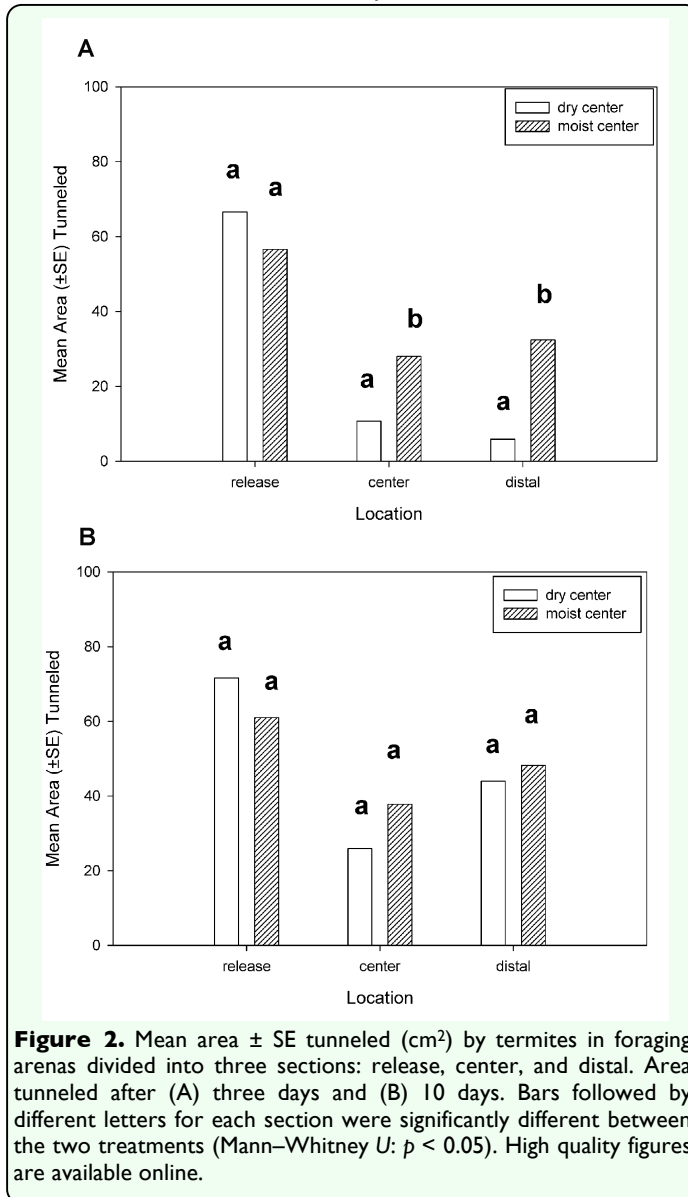 A
100
80
60
40
20
0
Mean Area (±SE) Tunneled
dry center
moist center
a
a
a
b
a
b
release center distal
Location
B
100
80
60
40
20
0
Mean Area (±SE) Tunneled
dry center
moist center
a
a
a
a
a
a
release center distal
Location
Figure 2. Mean area ± SE tunneled (cm²) by termites in foraging
arenas divided into three sections: release, center, and distal. Area
tunneled after (A) three days and (B) 10 days. Bars followed by
different letters for each section were significantly different between
the two treatments (Mann–Whitney U: p < 0.05). High quality figures
are available online.